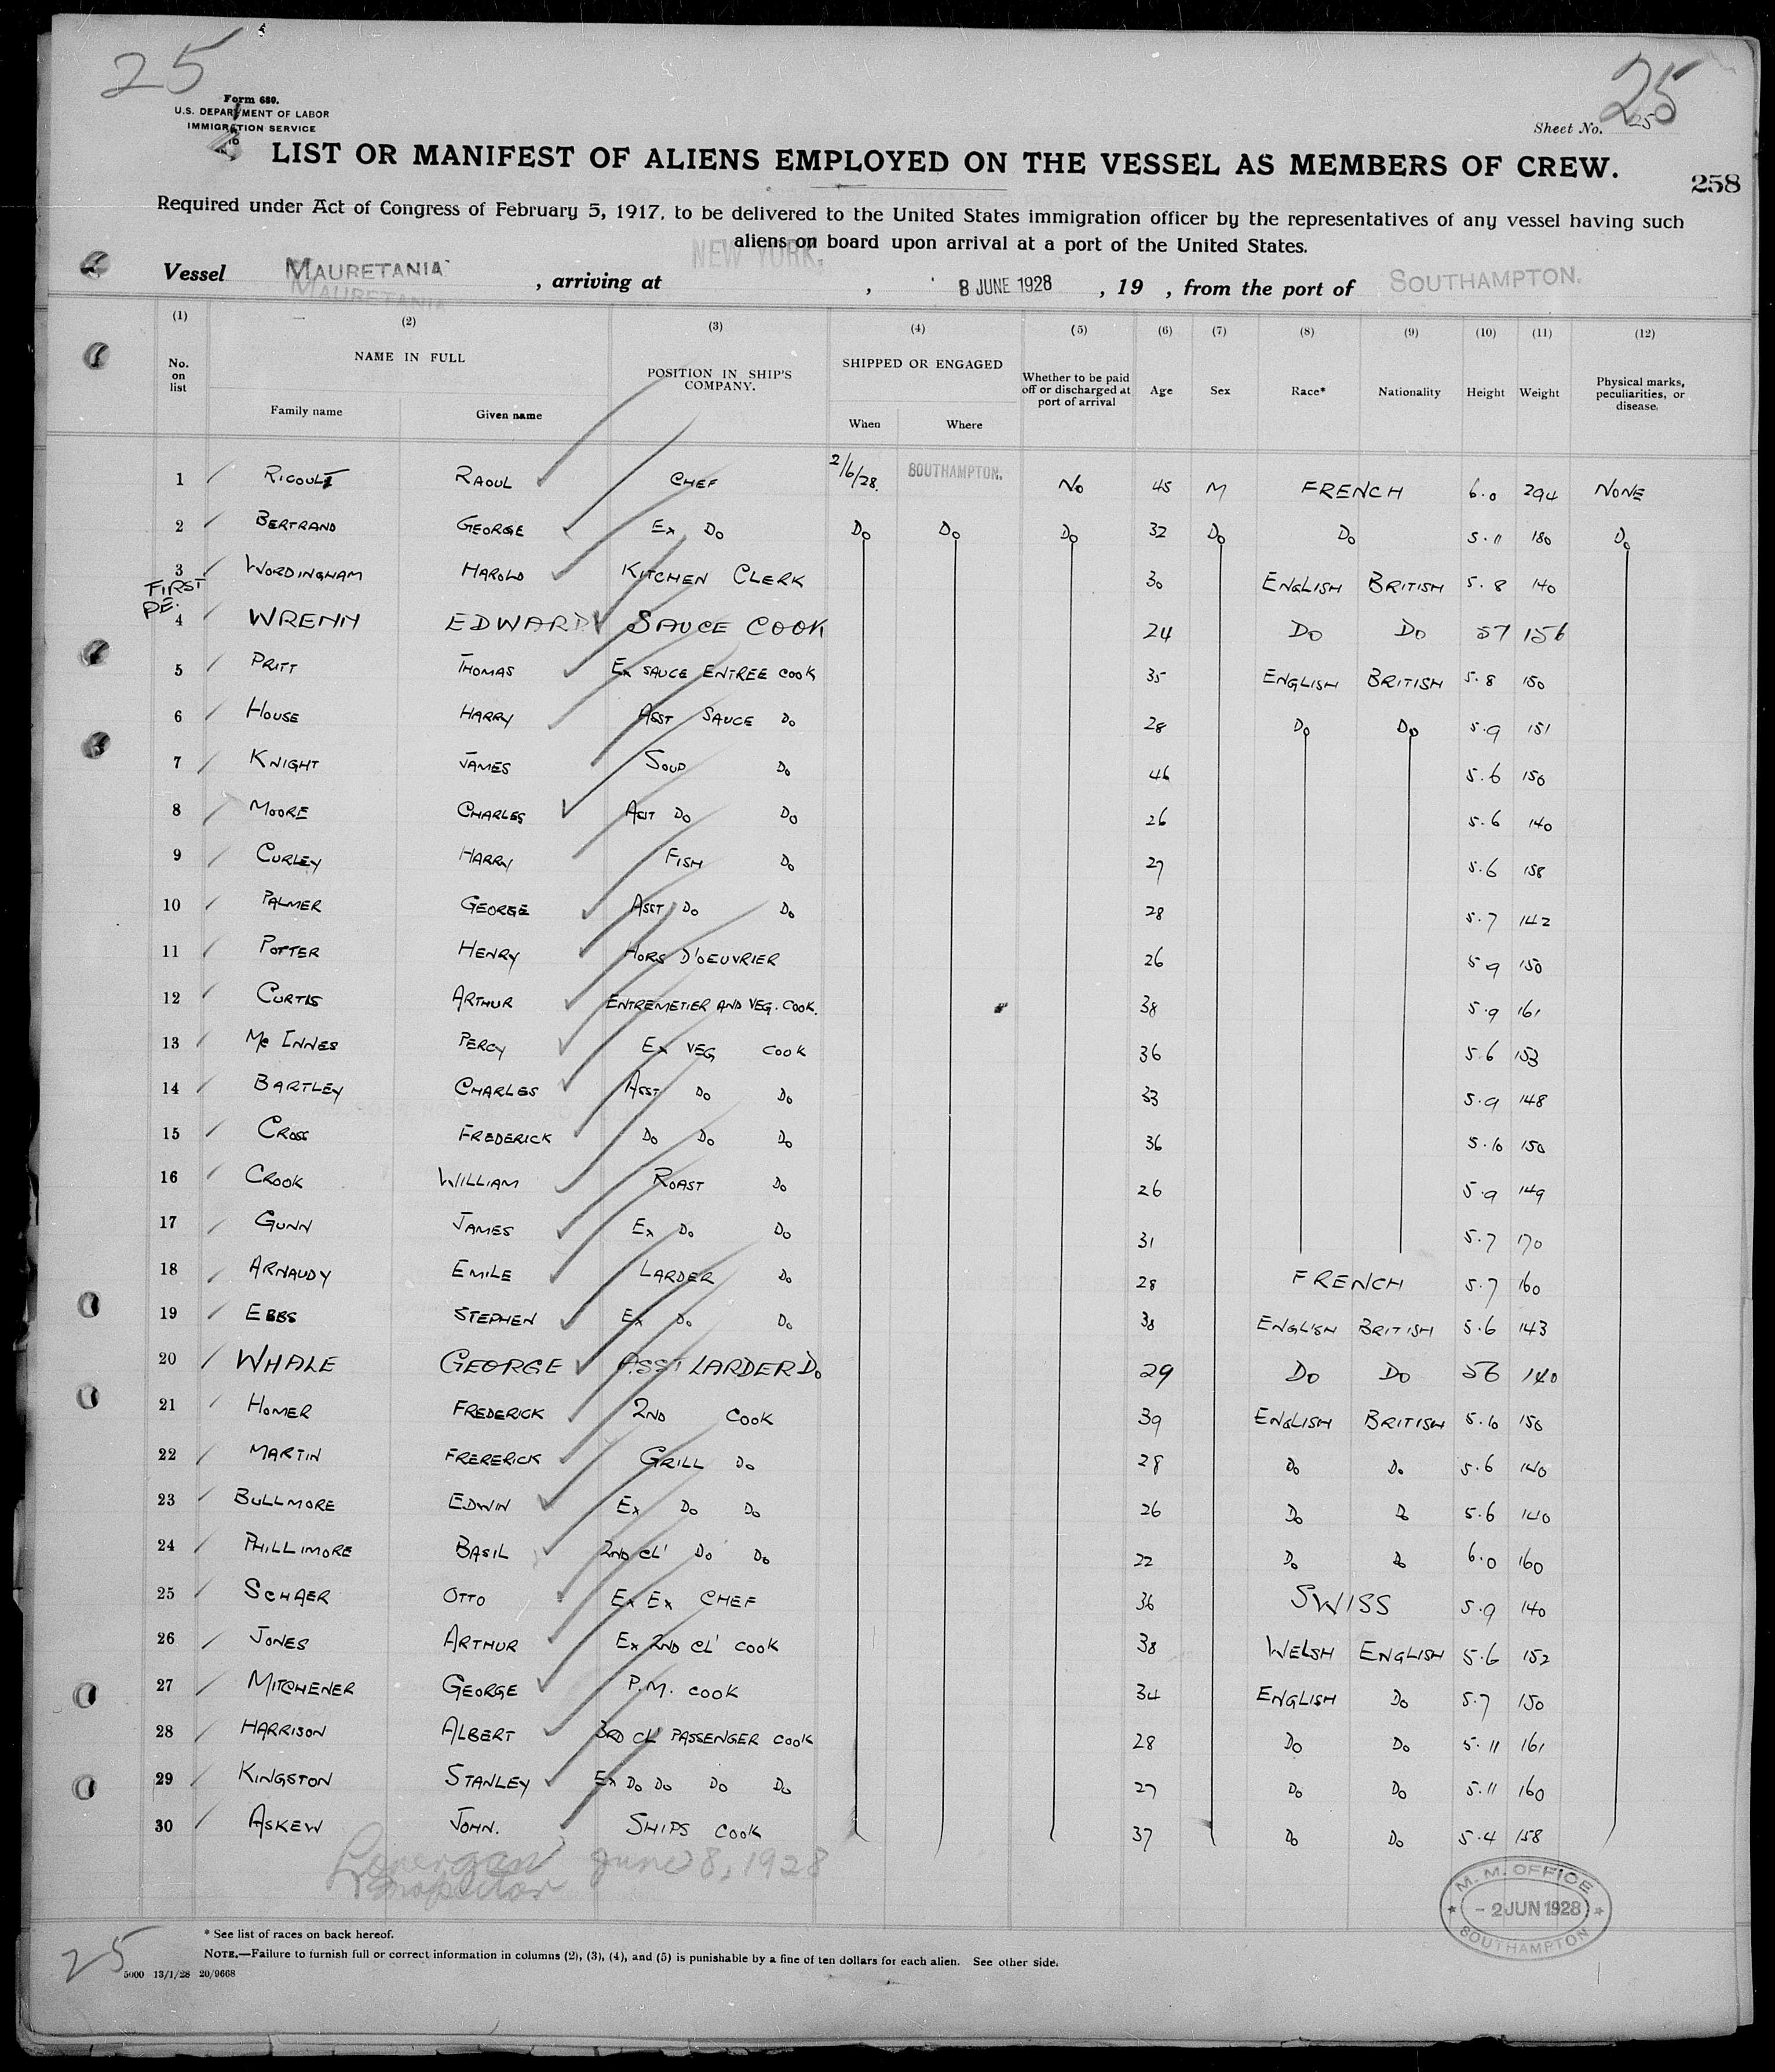 25
25
Form 680.
U.S. DEPARTMENT OF LABOR
IMMIGRATION SERVICE
Sheet No. 25
LIST OR MANIFEST OF ALIENS EMPLOYED ON THE VESSEL AS MEMBERS OF CREW.
258
Required under Act of Congress of February 5, 1917, to be delivered to the United States immigration officer by the representatives of any vessel having such
aliens on board upon arrival at a port of the United States.
Vessel MAURETANIA , arriving at NEW YORK. , 8 JUNE 1928 , 19 , from the port of SOUTHAMPTON.
MAURETANIA
(1) (2) (3) (4) (5) (6) (7) (8) (9) (10) (11) (12)
No. on list NAME IN FULL POSITION IN SHIP'S COMPANY. SHIPPED OR ENGAGED Whether to be paid off or discharged at port of arrival Age Sex Race* Nationality Height Weight Physical marks, peculiarities, or disease.
Family name Given name When Where
1 RICOULT RAOUL CHEF 2/6/28. SOUTHAMPTON. NO 45 M FRENCH 6.0 294 NONE
2 BERTRAND GEORGE EX DO DO DO DO 32 DO DO 5.11 180 DO
3 WORDINGHAM HAROLD KITCHEN CLERK 30 ENGLISH BRITISH 5.8 140
FIRST
PE.
4 WRENN EDWARD SAUCE COOK 24 DO DO 57 156
5 PRITT THOMAS EX SAUCE ENTREE COOK 35 ENGLISH BRITISH 5.8 150
6 HOUSE HARRY ASST SAUCE DO 28 DO DO 5.9 151
7 KNIGHT JAMES SOUP DO 46 5.6 150
8 MOORE CHARLES ASST DO DO 26 5.6 140
9 CURLEY HARRY FISH DO 27 5.6 158
10 PALMER GEORGE ASST DO DO 28 5.7 142
11 POTTER HENRY HORS D'OEUVRIER 26 5 9 150
12 CURTIS ARTHUR ENTREMETIER AND VEG. COOK. 38 5.9 161
13 Mc INNES PERCY EX VEG COOK 36 5.6 153
14 BARTLEY CHARLES ASST DO DO 33 5.9 148
15 CROSS FREDERICK DO DO DO 36 5.10 150
16 CROOK WILLIAM ROAST DO 26 5.9 149
17 GUNN JAMES EX DO DO 31 5.7 170
18 ARNAUDY EMILE LARDER DO 28 FRENCH 5.7 160
19 EBBS STEPHEN EX DO DO 38 ENGLISH BRITISH 5.6 143
20 WHALE GEORGE ASST LARDER DO 29 DO DO 56 140
21 HOMER FREDERICK 2ND COOK 39 ENGLISH BRITISH 5.10 150
22 MARTIN FRERERICK GRILL DO 28 DO DO 5.6 140
23 BULLMORE EDWIN EX DO DO 26 DO DO 5.6 140
24 PHILLIMORE BASIL 2ND CL' DO DO 22 DO DO 6.0 160
25 SCHAER OTTO EX EX CHEF 36 SWISS 5.9 140
26 JONES ARTHUR EX 2ND CL' COOK 38 WELSH ENGLISH 5.6 152
27 MITCHENER GEORGE P.M. COOK 34 ENGLISH DO 5.7 150
28 HARRISON ALBERT 3RD CL' PASSENGER COOK 28 DO DO 5.11 161
29 KINGSTON STANLEY EX DO DO DO DO 27 DO DO 5.11 160
30 ASKEW JOHN. SHIPS COOK 37 DO DO 5.4 158
Lonergan June 8, 1928
Inspector
M. M. OFFICE
- 2 JUN 1928
SOUTHAMPTON
* See list of races on back hereof.
NOTE.—Failure to furnish full or correct information in columns (2), (3), (4), and (5) is punishable by a fine of ten dollars for each alien. See other side.
25
5000 13/1/28 20/9668